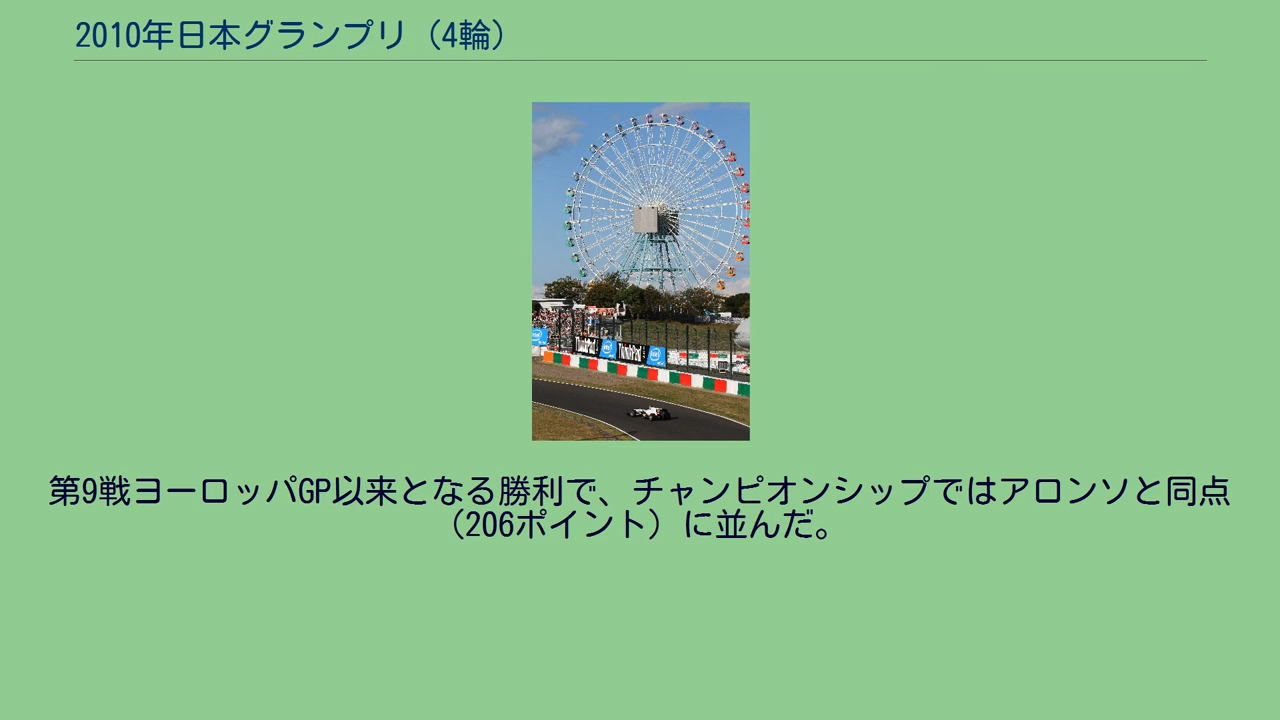 2010年日本グランプリ（4輪）
ThinkPad
intel
ThinkPad
第9戦ヨーロッパGP以来となる勝利で、チャンピオンシップではアロンソと同点
（206ポイント）に並んだ。